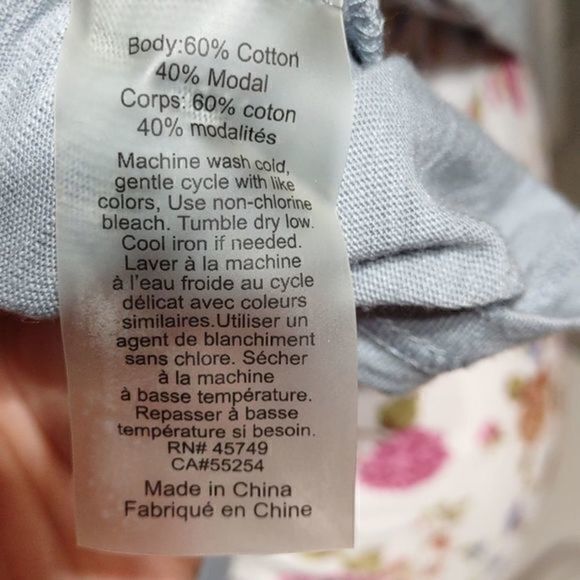 Body:60% Cotton
40% Modal
Corps: 60% coton
40% modalités
Machine wash cold,
gentle cycle with like
colors, Use non-chlorine
bleach. Tumble dry low.
Cool iron if needed.
Laver à la machine
à l'eau froide au cycle
délicat avec coleurs
similaires.Utiliser un
agent de blanchiment
sans chlore. Sécher
à la machine
à basse température.
Repasser à basse
température si besoin.
RN# 45749
CA#55254
Made in China
Fabriqué en Chine